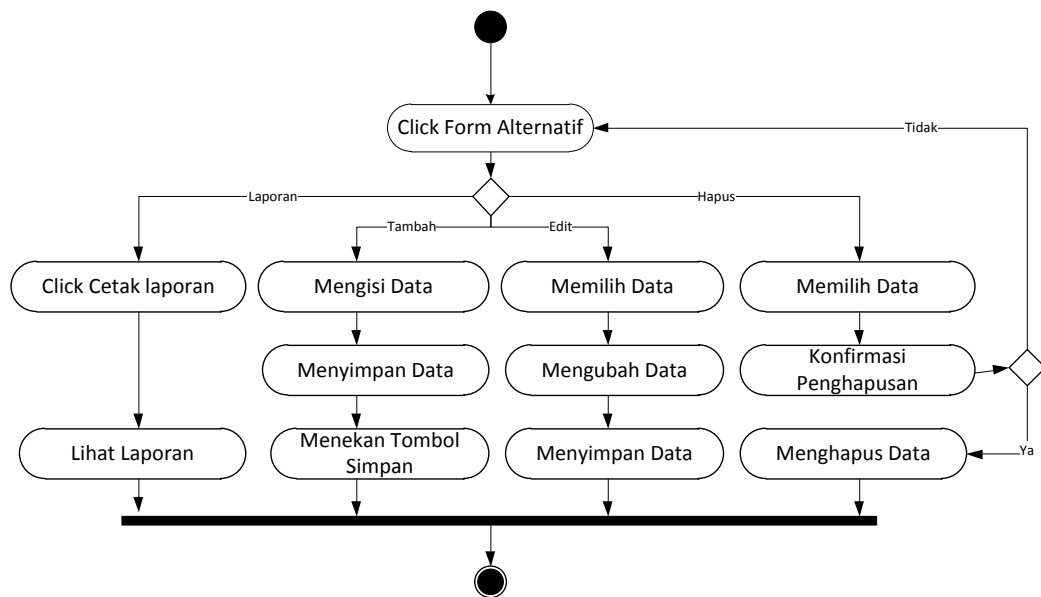 Click Form Alternatif
Tidak
Laporan
Hapus
Tambah
Edit
Click Cetak laporan
Mengisi Data
Memilih Data
Memilih Data
Menyimpan Data
Mengubah Data
Konfirmasi
Penghapusan
Lihat Laporan
Menekan Tombol
Simpan
Menyimpan Data
Menghapus Data
Ya